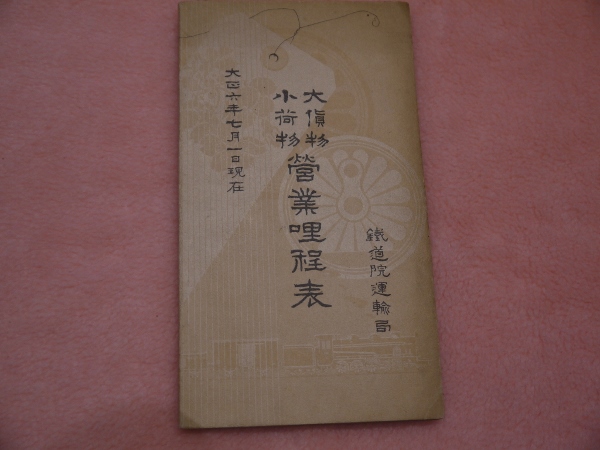 鐵道院運輸局
大貨物
小荷物
營業哩程表
大正六年七月一日現在